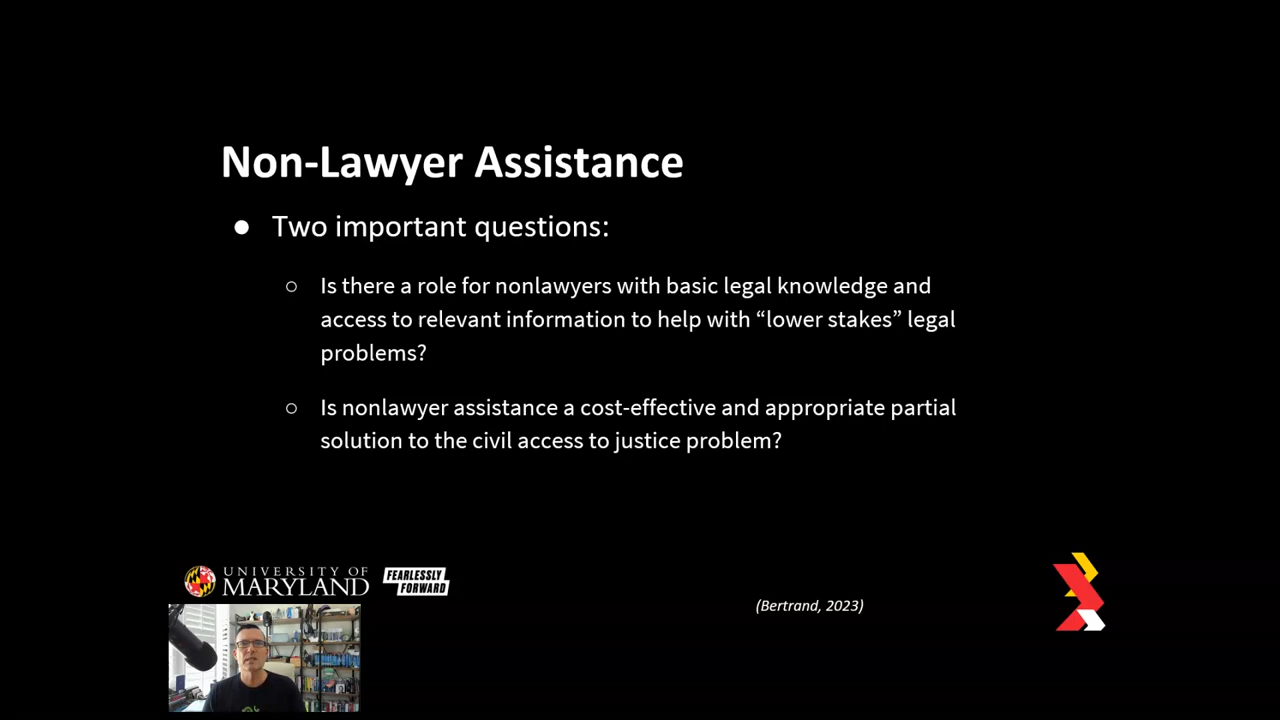 Non-Lawyer Assistance
● Two important questions:
○ Is there a role for nonlawyers with basic legal knowledge and
access to relevant information to help with “lower stakes” legal
problems?
○ Is nonlawyer assistance a cost-effective and appropriate partial
solution to the civil access to justice problem?
UNIVERSITY OF
MARYLAND
FEARLESSLY
FORWARD
(Bertrand, 2023)